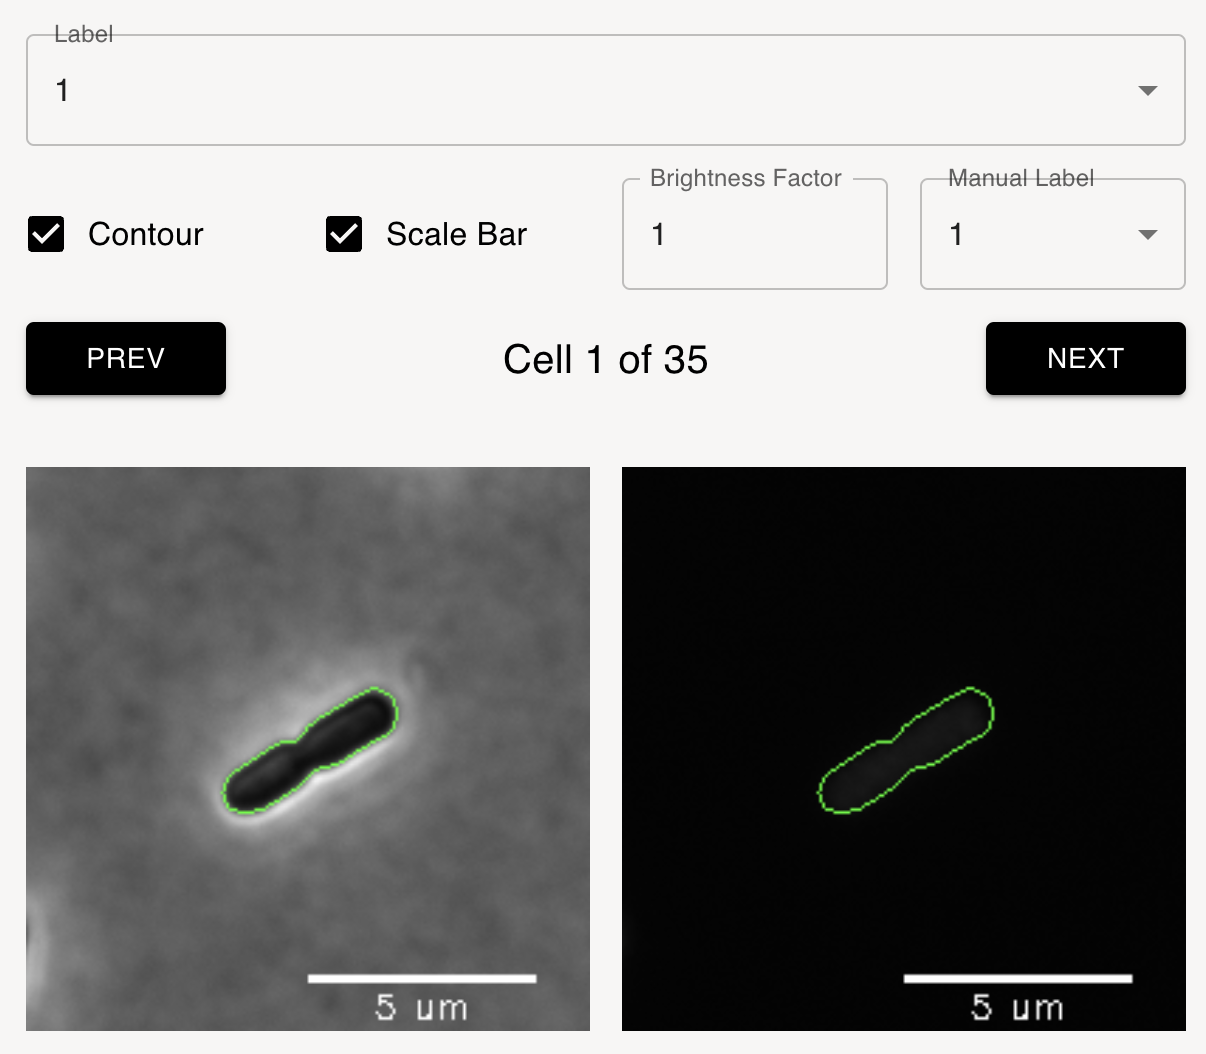 Label
1
Contour
Scale Bar
Brightness Factor
1
Manual Label
1
PREV
Cell 1 of 35
NEXT
5 um
5 um